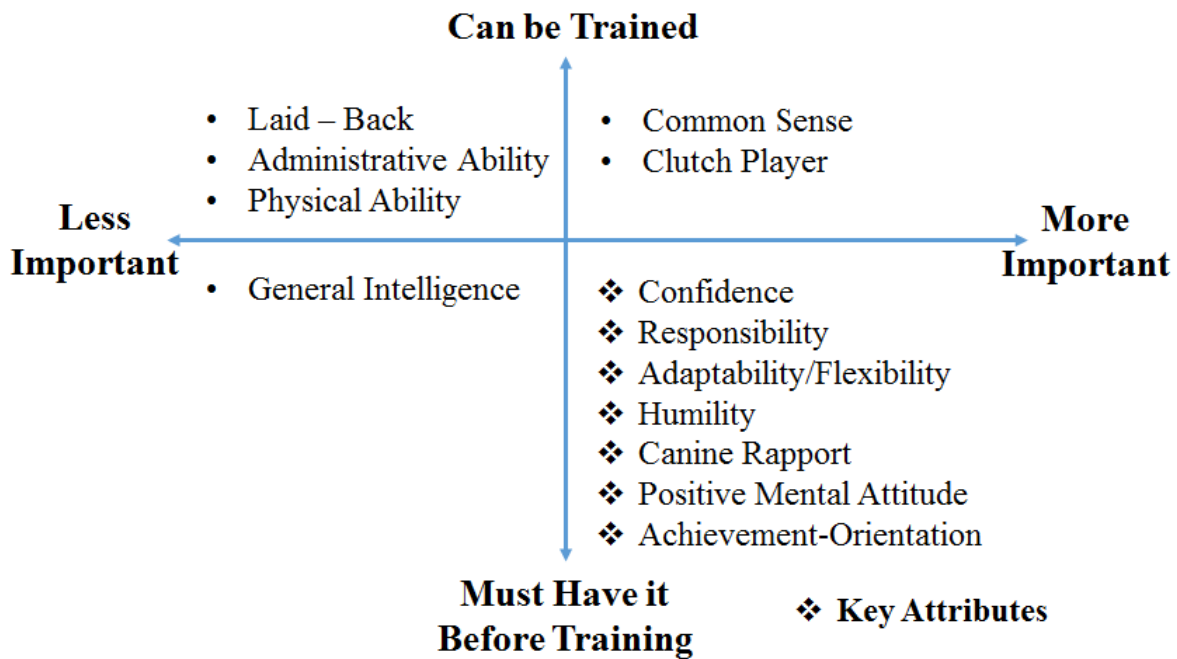 Can be Trained
• Laid – Back
• Administrative Ability
• Physical Ability
• Common Sense
• Clutch Player
Less
Important
More
Important
• General Intelligence
❖ Confidence
❖ Responsibility
❖ Adaptability/Flexibility
❖ Humility
❖ Canine Rapport
❖ Positive Mental Attitude
❖ Achievement-Orientation
Must Have it
Before Training
❖ Key Attributes